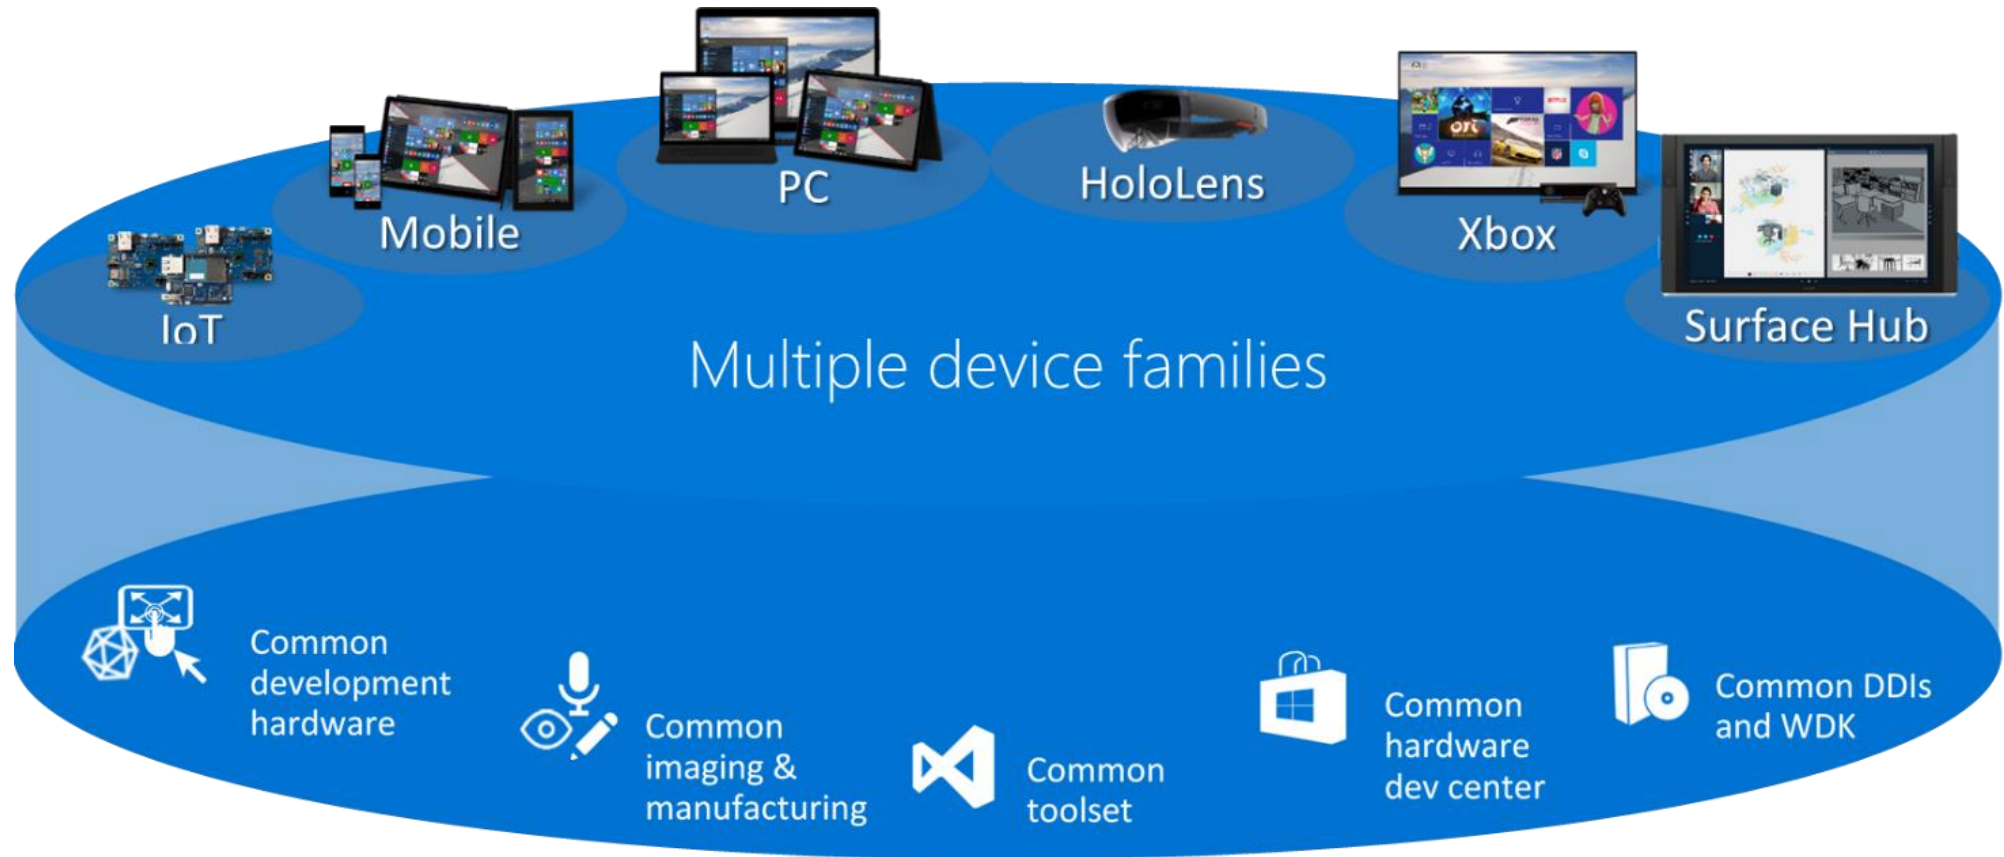 IoT
Mobile
PC
HoloLens
Xbox
Surface Hub
Multiple device families
Common
development
hardware
Common
imaging &
manufacturing
Common
toolset
Common
hardware
dev center
Common DDIs
and WDK